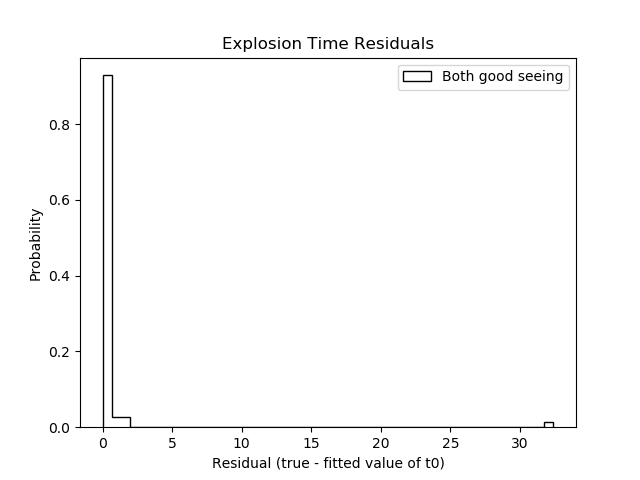 Explosion Time Residuals
Both good seeing
Probability
0.8
0.6
0.4
0.2
0.0
0 5 10 15 20 25 30
Residual (true - fitted value of t0)